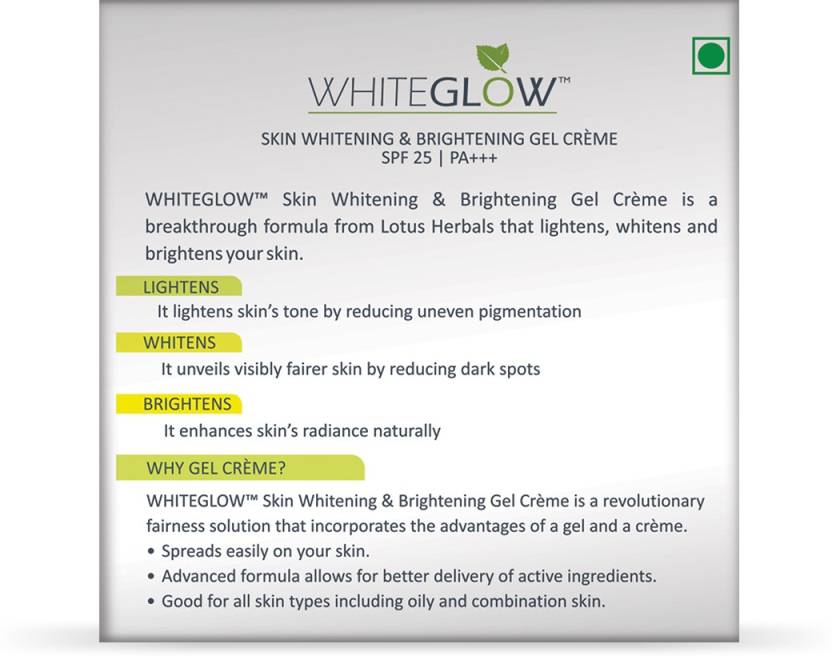 WHITEGLOW™
SKIN WHITENING & BRIGHTENING GEL CRÈME
SPF 25 | PA+++
WHITEGLOW™ Skin Whitening & Brightening Gel Crème is a
breakthrough formula from Lotus Herbals that lightens, whitens and
brightens your skin.
LIGHTENS
It lightens skin’s tone by reducing uneven pigmentation
WHITENS
It unveils visibly fairer skin by reducing dark spots
BRIGHTENS
It enhances skin’s radiance naturally
WHY GEL CRÈME?
WHITEGLOW™ Skin Whitening & Brightening Gel Crème is a revolutionary
fairness solution that incorporates the advantages of a gel and a crème.
• Spreads easily on your skin.
• Advanced formula allows for better delivery of active ingredients.
• Good for all skin types including oily and combination skin.